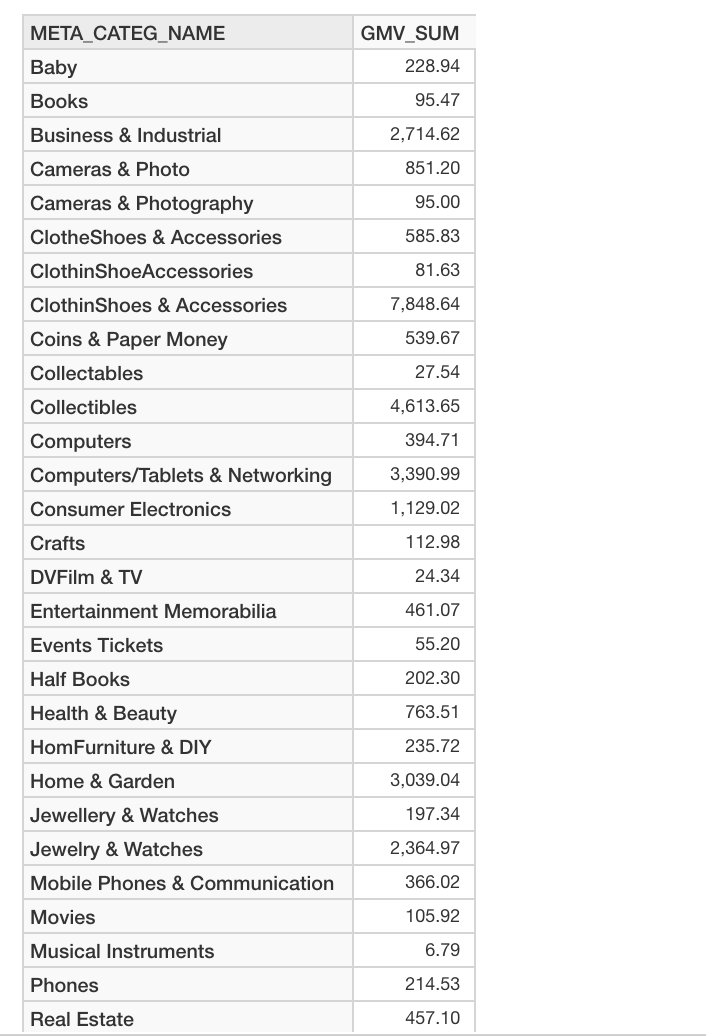 META_CATEG_NAME GMV_SUM
Baby 228.94
Books 95.47
Business & Industrial 2,714.62
Cameras & Photo 851.20
Cameras & Photography 95.00
ClotheShoes & Accessories 585.83
ClothinShoeAccessories 81.63
ClothinShoes & Accessories 7,848.64
Coins & Paper Money 539.67
Collectables 27.54
Collectibles 4,613.65
Computers 394.71
Computers/Tablets & Networking 3,390.99
Consumer Electronics 1,129.02
Crafts 112.98
DVFilm & TV 24.34
Entertainment Memorabilia 461.07
Events Tickets 55.20
Half Books 202.30
Health & Beauty 763.51
HomFurniture & DIY 235.72
Home & Garden 3,039.04
Jewellery & Watches 197.34
Jewelry & Watches 2,364.97
Mobile Phones & Communication 366.02
Movies 105.92
Musical Instruments 6.79
Phones 214.53
Real Estate 457.10